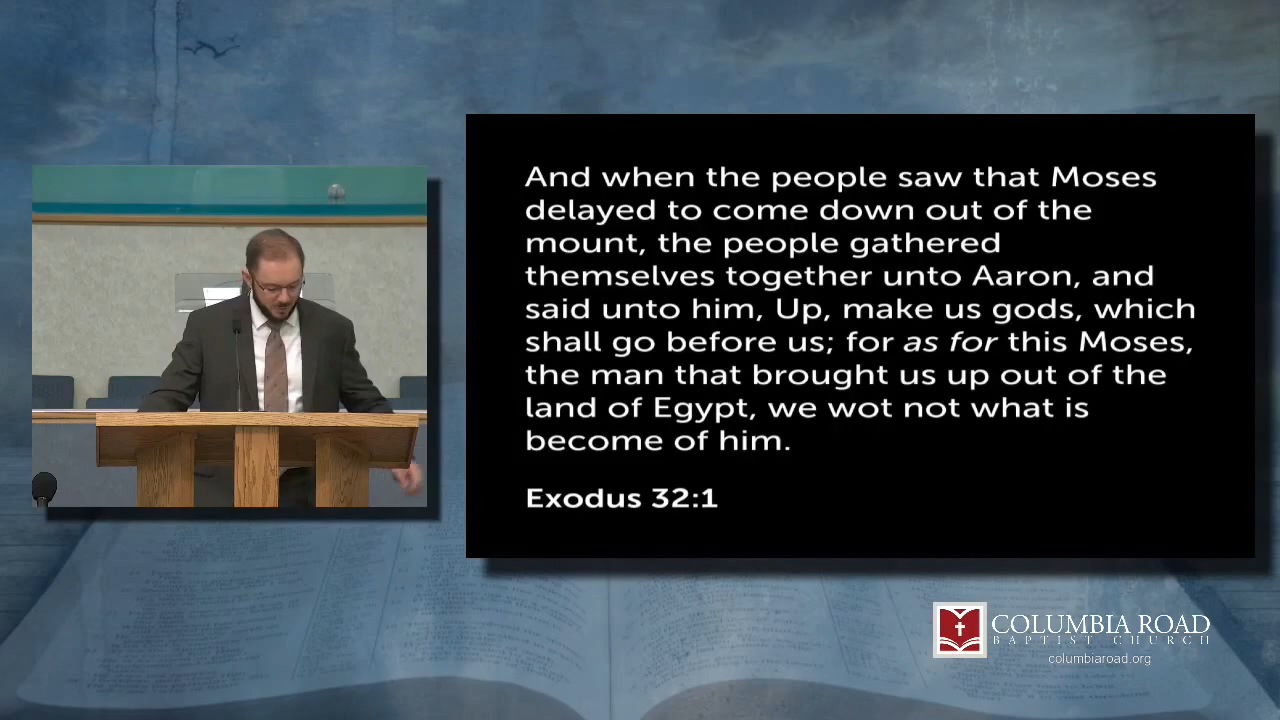 And when the people saw that Moses
delayed to come down out of the
mount, the people gathered
themselves together unto Aaron, and
said unto him, Up, make us gods, which
shall go before us; for as for this Moses,
the man that brought us up out of the
land of Egypt, we wot not what is
become of him.
Exodus 32:1
COLUMBIA ROAD
BAPTIST CHURCH
columbiaroad.org